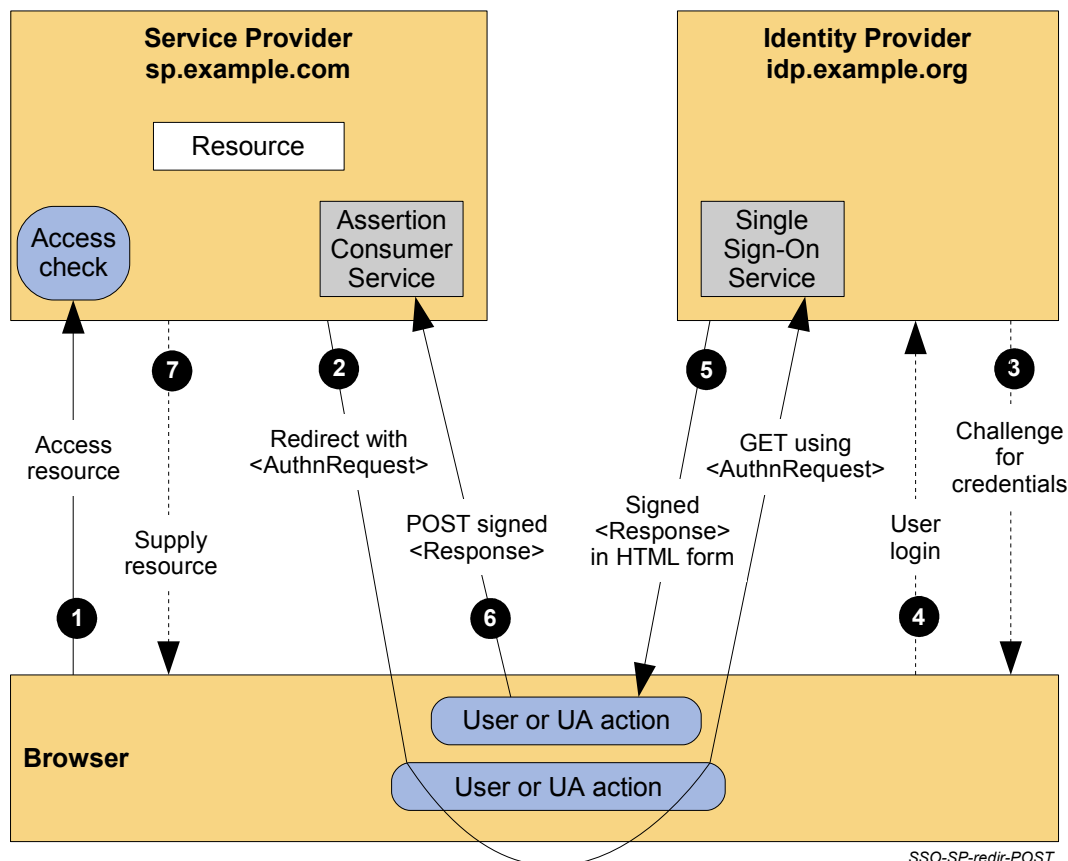 Service Provider
sp.example.com
Identity Provider
idp.example.org
Resource
Access
check
Assertion
Consumer
Service
Single
Sign-On
Service
7
2
5
3
Access
resource
Redirect with
<AuthnRequest>
GET using
<AuthnRequest>
Challenge
for
credentials
Supply
resource
POST signed
<Response>
Signed
<Response>
in HTML form
User
login
1
6
4
User or UA action
Browser
User or UA action
SSO-SP-redir-POST